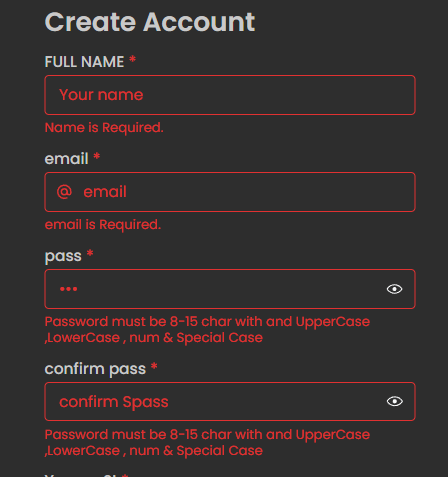 Create Account
FULL NAME *
Your name
Name is Required.
email *
@ email
email is Required.
pass *
•••
Password must be 8-15 char with and UpperCase
,LowerCase , num & Special Case
confirm pass *
confirm Spass
Password must be 8-15 char with and UpperCase
,LowerCase , num & Special Case